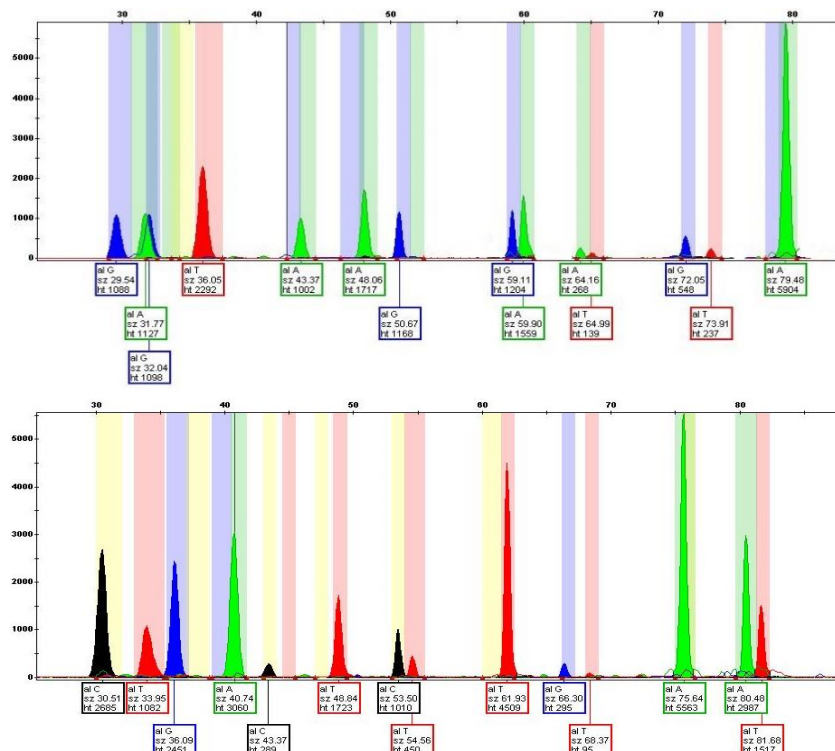 30 40 50 60 70 80
5000
4000
3000
2000
1000
0
al G
sz 29.54
ht 1088
al A
sz 31.77
ht 1127
al G
sz 32.04
ht 1098
al T
sz 36.05
ht 2292
al A
sz 43.37
ht 1002
al A
sz 48.06
ht 1717
al G
sz 50.67
ht 1168
al G
sz 59.11
ht 1204
al A
sz 59.90
ht 1559
al A
sz 64.16
ht 268
al T
sz 64.99
ht 139
al G
sz 72.05
ht 548
al T
sz 73.91
ht 237
al A
sz 79.48
ht 5904
30 40 50 60 70 80
5000
4000
3000
2000
1000
0
al C
sz 30.51
ht 2685
al T
sz 33.95
ht 1082
al G
sz 36.09
ht 2451
al A
sz 40.74
ht 3060
al C
sz 43.37
ht 289
al T
sz 48.84
ht 1723
al C
sz 53.50
ht 1010
al T
sz 54.56
ht 450
al T
sz 61.93
ht 4509
al G
sz 66.30
ht 295
al T
sz 68.37
ht 95
al A
sz 75.64
ht 5563
al A
sz 80.48
ht 2987
al T
sz 81.68
ht 1517